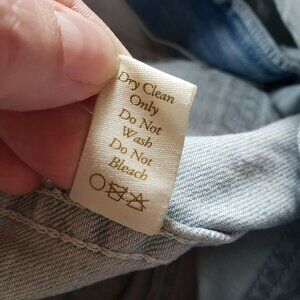 Dry Clean
Only
Do Not
Wash
Do Not
Bleach